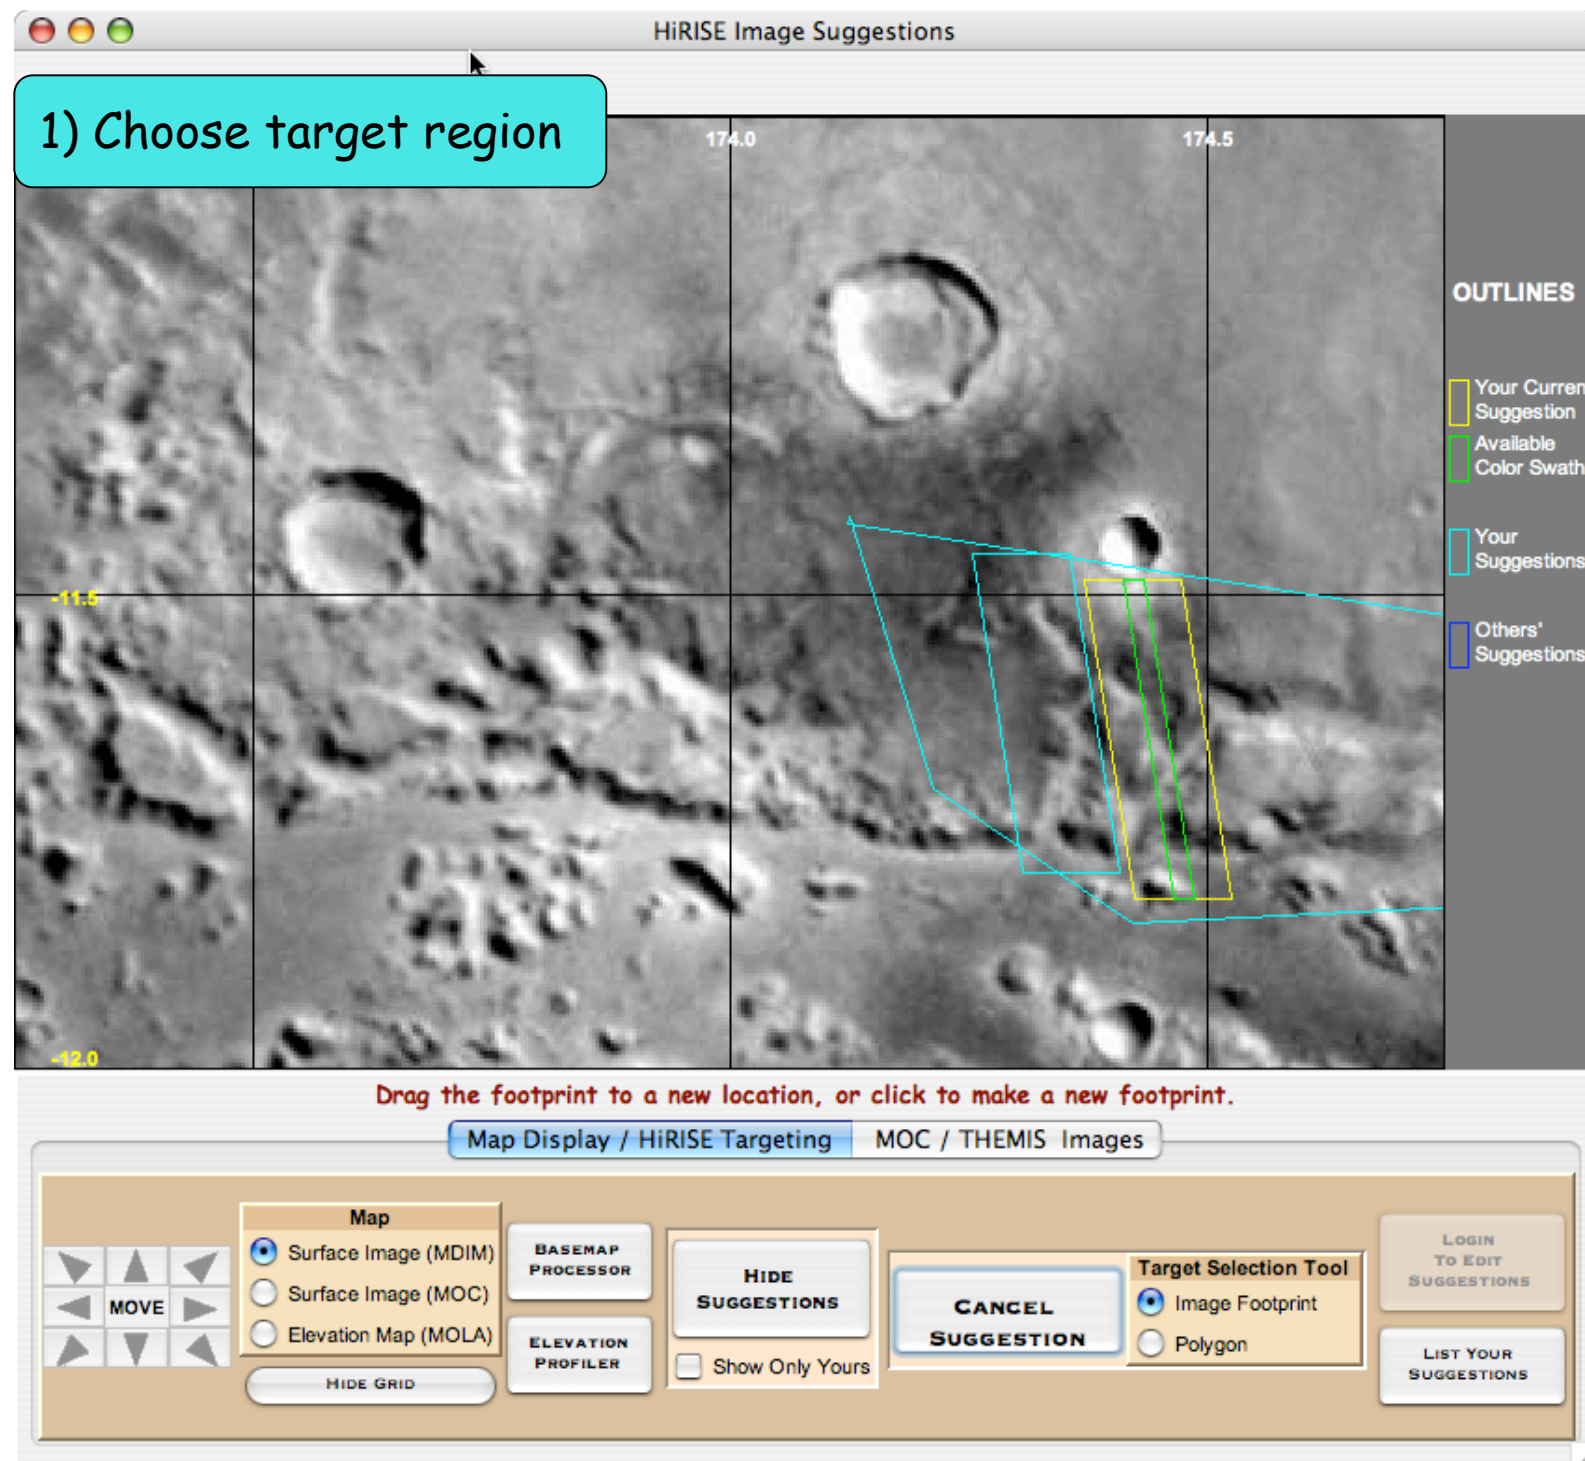 HiRISE Image Suggestions
1) Choose target region
174.0
174.5
OUTLINES
Your Curren
Suggestion
Available
Color Swath
Your
Suggestions
Others'
Suggestions
-11.5
-12.0
Drag the footprint to a new location, or click to make a new footprint.
Map Display / HiRISE Targeting
MOC / THEMIS Images
MOVE
Map
Surface Image (MDIM)
Surface Image (MOC)
Elevation Map (MOLA)
HIDE GRID
BASEMAP
PROCESSOR
ELEVATION
PROFILER
HIDE
SUGGESTIONS
Show Only Yours
CANCEL
SUGGESTION
Target Selection Tool
Image Footprint
Polygon
LOGIN
TO EDIT
SUGGESTIONS
LIST YOUR
SUGGESTIONS